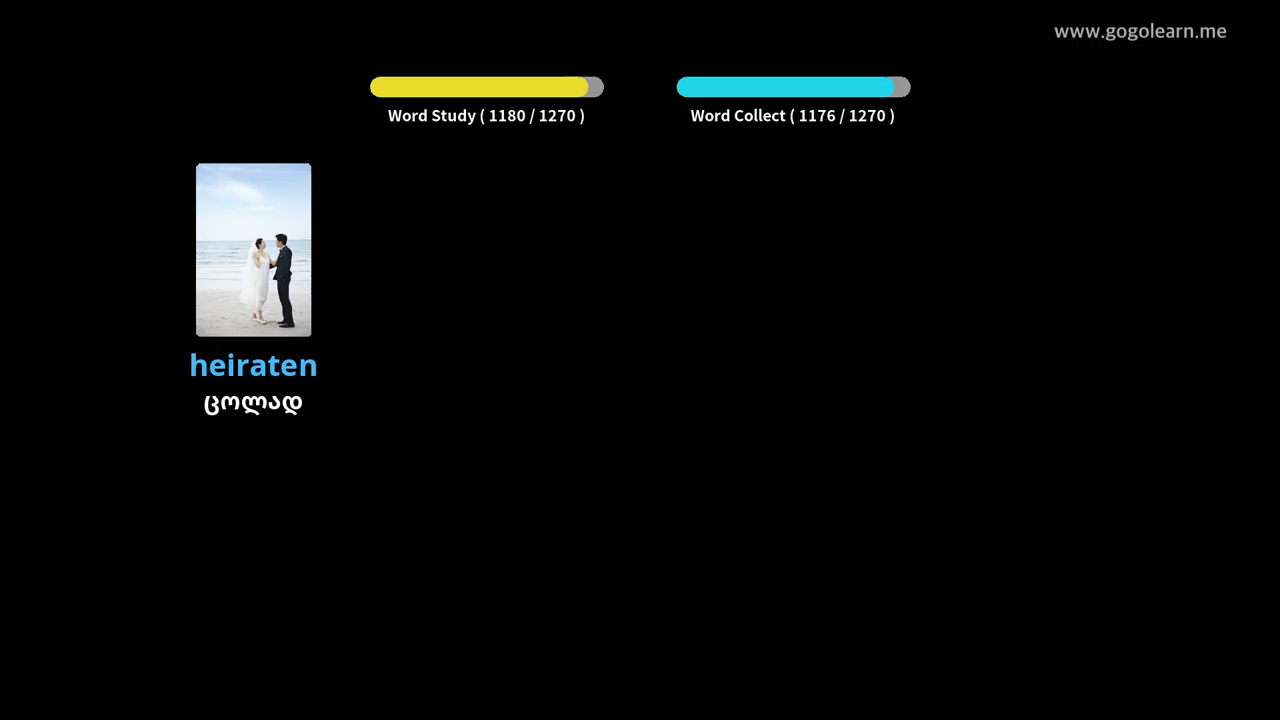 www.gogolearn.me
Word Study ( 1180 / 1270 )
Word Collect ( 1176 / 1270 )
heiraten
ცოლად